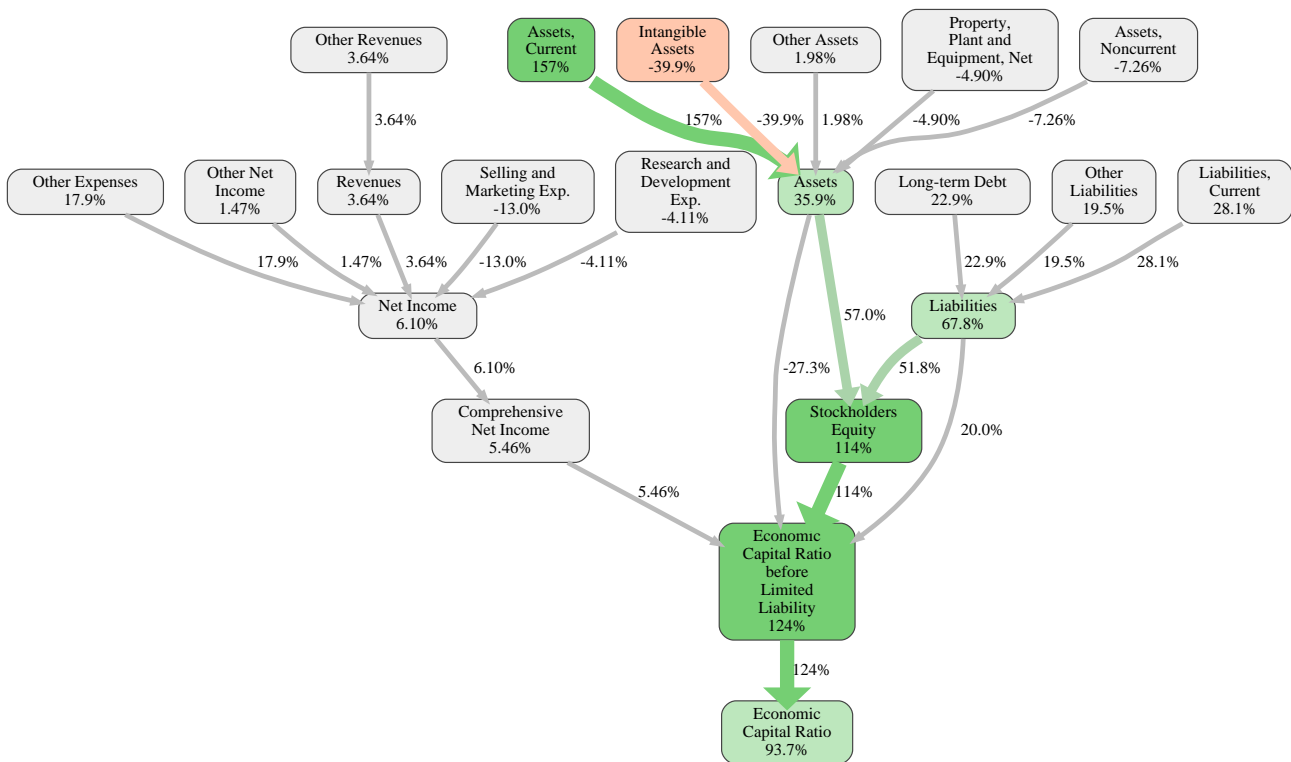 Other Revenues
3.64%
Assets,
Current
157%
Intangible
Assets
-39.9%
Other Assets
1.98%
Property,
Plant and
Equipment, Net
-4.90%
Assets,
Noncurrent
-7.26%
3.64%
157%
-39.9%
1.98%
-4.90%
-7.26%
Other Expenses
17.9%
Other Net
Income
1.47%
Revenues
3.64%
Selling and
Marketing Exp.
-13.0%
Research and
Development
Exp.
-4.11%
Assets
35.9%
Long-term Debt
22.9%
Other
Liabilities
19.5%
Liabilities,
Current
28.1%
17.9%
1.47%
3.64%
-13.0%
-4.11%
22.9%
19.5%
28.1%
Net Income
6.10%
57.0%
Liabilities
67.8%
6.10%
-27.3%
51.8%
Comprehensive
Net Income
5.46%
Stockholders
Equity
114%
20.0%
5.46%
114%
Economic
Capital Ratio
before
Limited
Liability
124%
124%
Economic
Capital Ratio
93.7%